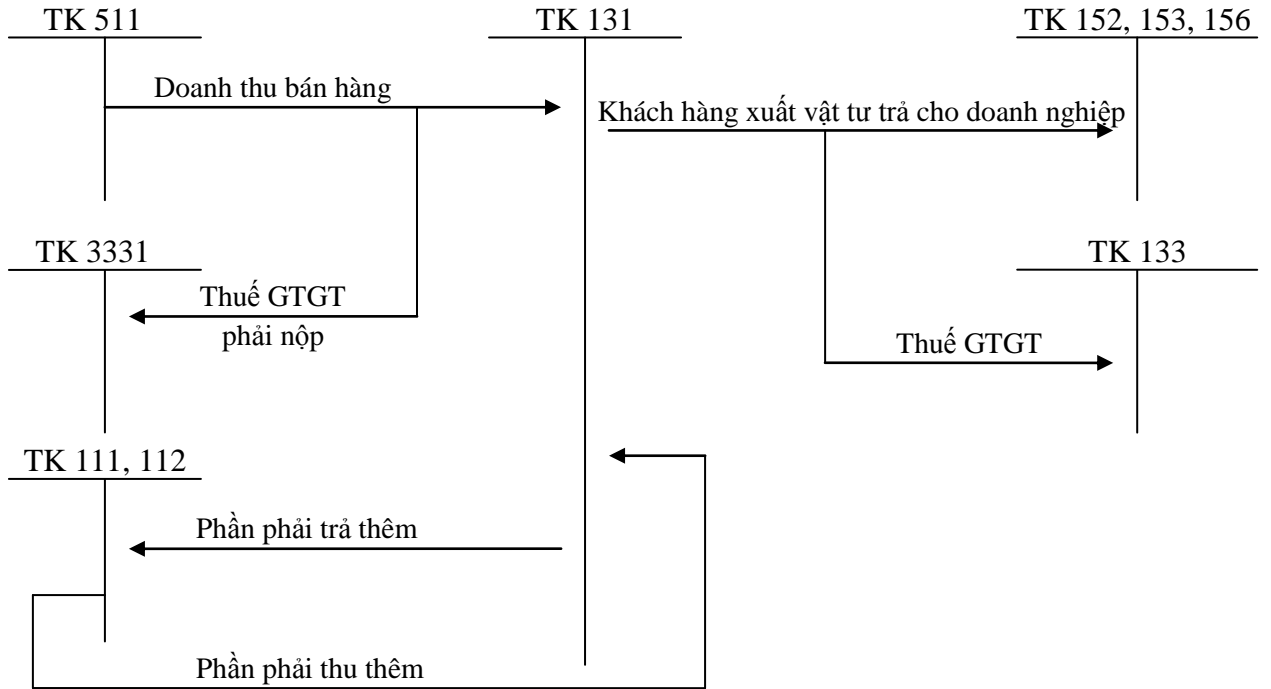 TK 511
TK 131
TK 152, 153, 156
Doanh thu bán hàng
Khách hàng xuất vật tư trả cho doanh nghiệp
TK 3331
TK 133
Thuế GTGT
phải nộp
Thuế GTGT
TK 111, 112
Phần phải trả thêm
Phần phải thu thêm